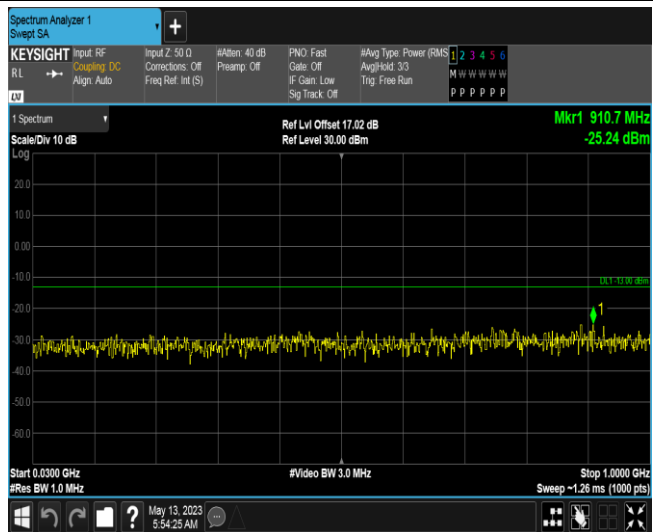 Spectrum Analyzer 1
Swept SA
KEYSIGHT
RL
LXI
Input: RF
Coupling: DC
Align: Auto
Input Z: 50 Ω
Corrections: Off
Freq Ref: Int (S)
#Atten: 40 dB
Preamp: Off
PNO: Fast
Gate: Off
IF Gain: Low
Sig Track: Off
#Avg Type: Power (RMS
Avg|Hold: 3/3
Trig: Free Run
1 2 3 4 5 6
M W W W W W
P P P P P P
1 Spectrum
Scale/Div 10 dB
Log
Ref Lvl Offset 17.02 dB
Ref Level 30.00 dBm
Mkr1 910.7 MHz
-25.24 dBm
20.0
10.0
0.00
-10.0
DL1 -13.00 dBm
-20.0
1
-30.0
-40.0
-50.0
-60.0
Start 0.0300 GHz
#Res BW 1.0 MHz
#Video BW 3.0 MHz
Stop 1.0000 GHz
Sweep ~1.26 ms (1000 pts)
?
May 13, 2023
5:54:25 AM